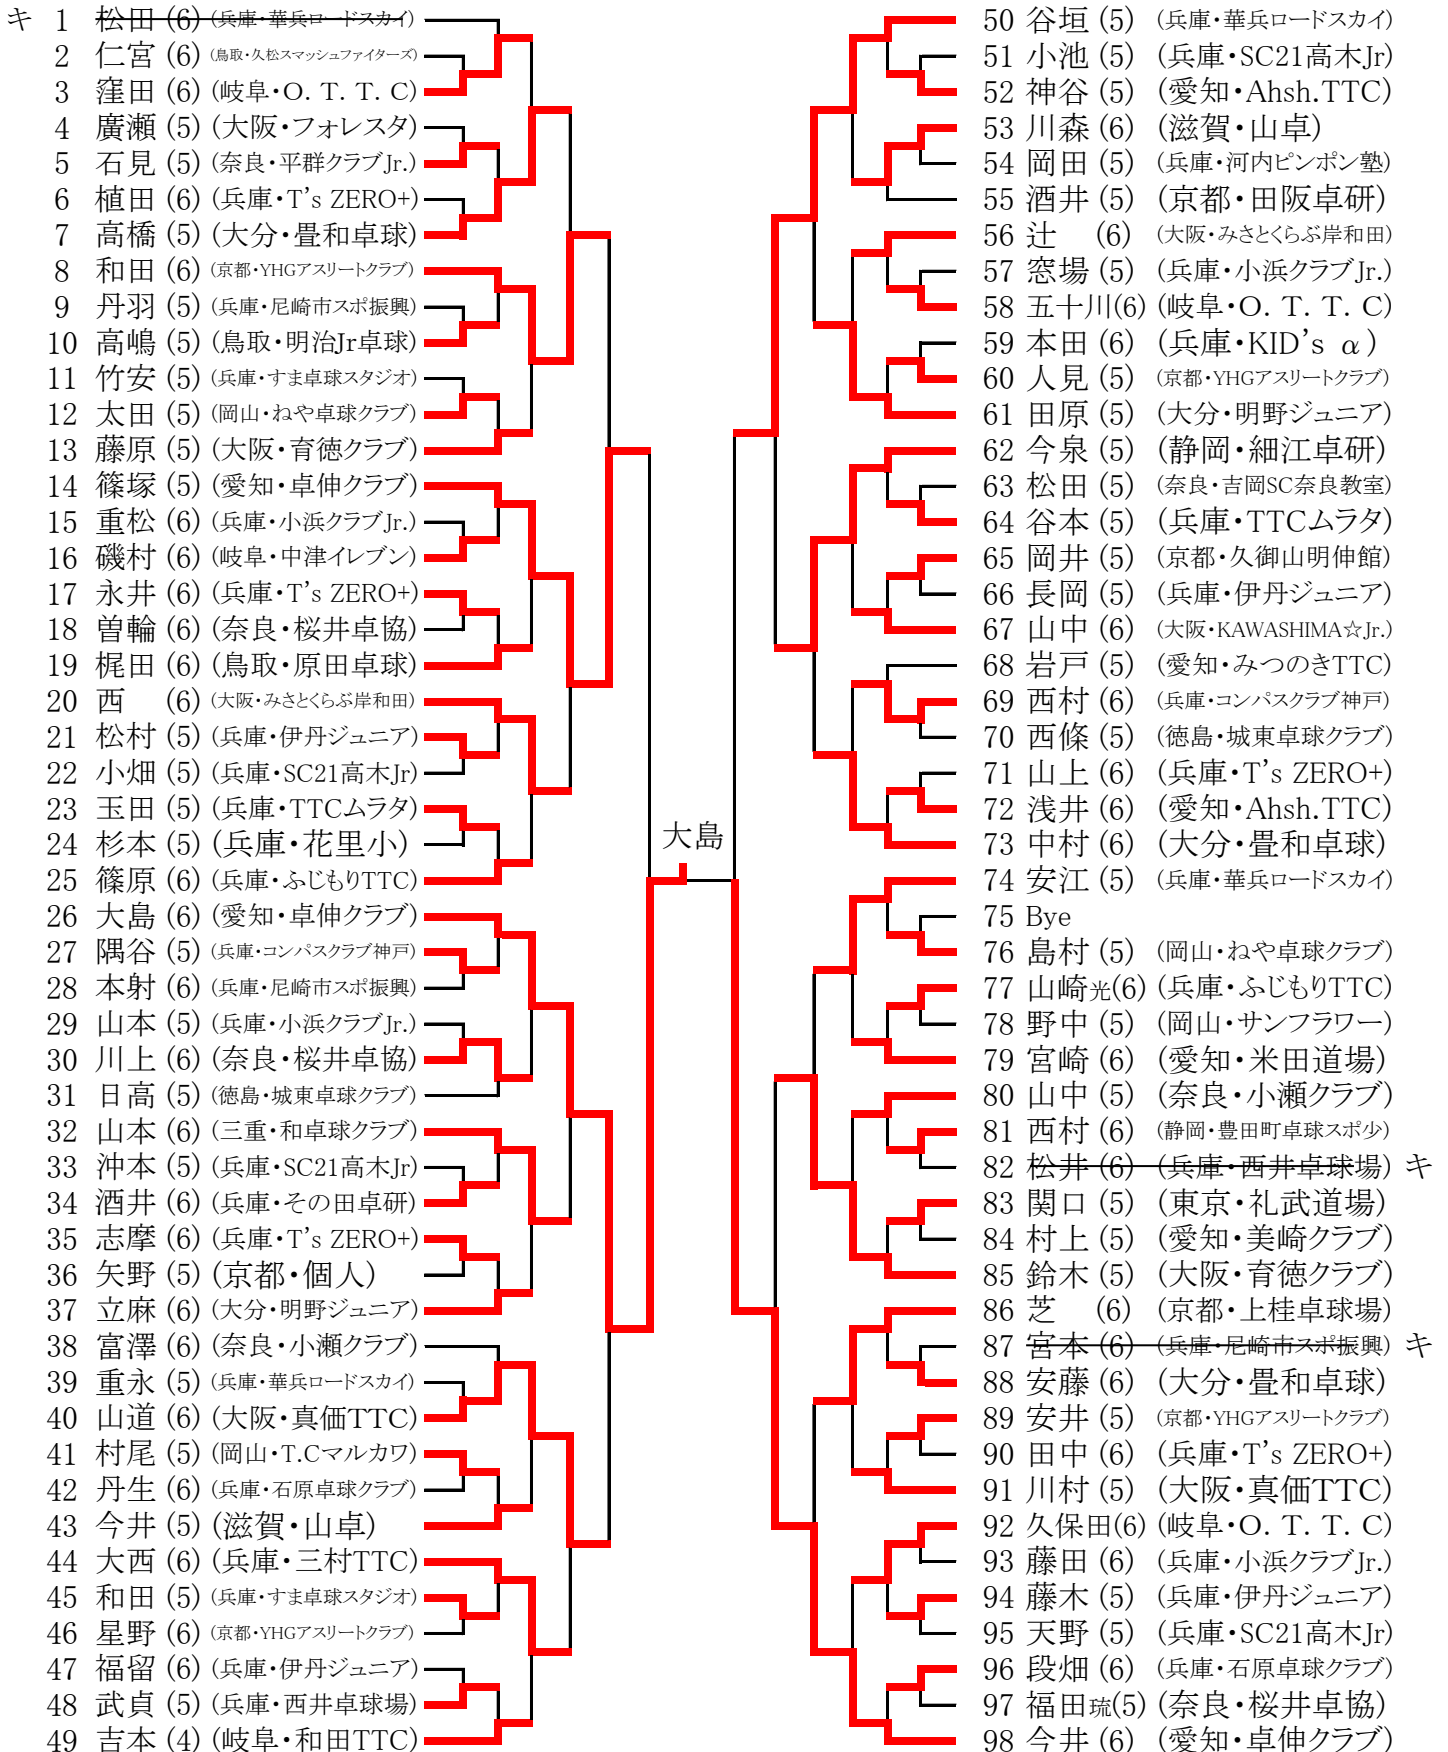 キ 1 松田 (6) (兵庫・華兵ロードスカイ)
2 仁宮 (6) (鳥取・久松スマッシュファイターズ)
3 窪田 (6) (岐阜・O. T. T. C)
4 廣瀬 (5) (大阪・フォレスタ)
5 石見 (5) (奈良・平群クラブJr.)
6 植田 (6) (兵庫・T's ZERO+)
7 高橋 (5) (大分・畳和卓球)
8 和田 (6) (京都・YHGアスリートクラブ)
9 丹羽 (5) (兵庫・尼崎市スポ振興)
10 高嶋 (5) (鳥取・明治Jr卓球)
11 竹安 (5) (兵庫・すま卓球スタジオ)
12 太田 (5) (岡山・ねや卓球クラブ)
13 藤原 (5) (大阪・育徳クラブ)
14 篠塚 (5) (愛知・卓伸クラブ)
15 重松 (6) (兵庫・小浜クラブJr.)
16 磯村 (6) (岐阜・中津イレブン)
17 永井 (6) (兵庫・T's ZERO+)
18 曽輪 (6) (奈良・桜井卓協)
19 梶田 (6) (鳥取・原田卓球)
20 西 (6) (大阪・みさとくらぶ岸和田)
21 松村 (5) (兵庫・伊丹ジュニア)
22 小畑 (5) (兵庫・SC21高木Jr)
23 玉田 (5) (兵庫・TTCムラタ)
24 杉本 (5) (兵庫・花里小)
25 篠原 (6) (兵庫・ふじもりTTC)
26 大島 (6) (愛知・卓伸クラブ)
27 隅谷 (5) (兵庫・コンパスクラブ神戸)
28 本射 (6) (兵庫・尼崎市スポ振興)
29 山本 (5) (兵庫・小浜クラブJr.)
30 川上 (6) (奈良・桜井卓協)
31 日高 (5) (徳島・城東卓球クラブ)
32 山本 (6) (三重・和卓球クラブ)
33 沖本 (5) (兵庫・SC21高木Jr)
34 酒井 (6) (兵庫・その田卓研)
35 志摩 (6) (兵庫・T's ZERO+)
36 矢野 (5) (京都・個人)
37 立麻 (6) (大分・明野ジュニア)
38 富澤 (6) (奈良・小瀬クラブ)
39 重永 (5) (兵庫・華兵ロードスカイ)
40 山道 (6) (大阪・真価TTC)
41 村尾 (5) (岡山・T.Cマルカワ)
42 丹生 (6) (兵庫・石原卓球クラブ)
43 今井 (5) (滋賀・山卓)
44 大西 (6) (兵庫・三村TTC)
45 和田 (5) (兵庫・すま卓球スタジオ)
46 星野 (6) (京都・YHGアスリートクラブ)
47 福留 (6) (兵庫・伊丹ジュニア)
48 武貞 (5) (兵庫・西井卓球場)
49 吉本 (4) (岐阜・和田TTC)
大島
50 谷垣 (5) (兵庫・華兵ロードスカイ)
51 小池 (5) (兵庫・SC21高木Jr)
52 神谷 (5) (愛知・Ahsh.TTC)
53 川森 (6) (滋賀・山卓)
54 岡田 (5) (兵庫・河内ピンポン塾)
55 酒井 (5) (京都・田阪卓研)
56 辻 (6) (大阪・みさとくらぶ岸和田)
57 窓場 (5) (兵庫・小浜クラブJr.)
58 五十川(6) (岐阜・O. T. T. C)
59 本田 (6) (兵庫・KID's α)
60 人見 (5) (京都・YHGアスリートクラブ)
61 田原 (5) (大分・明野ジュニア)
62 今泉 (5) (静岡・細江卓研)
63 松田 (5) (奈良・吉岡SC奈良教室)
64 谷本 (5) (兵庫・TTCムラタ)
65 岡井 (5) (京都・久御山明伸館)
66 長岡 (5) (兵庫・伊丹ジュニア)
67 山中 (6) (大阪・KAWASHIMA☆Jr.)
68 岩戸 (5) (愛知・みつのきTTC)
69 西村 (6) (兵庫・コンパスクラブ神戸)
70 西條 (5) (徳島・城東卓球クラブ)
71 山上 (6) (兵庫・T's ZERO+)
72 浅井 (6) (愛知・Ahsh.TTC)
73 中村 (6) (大分・畳和卓球)
74 安江 (5) (兵庫・華兵ロードスカイ)
75 Bye
76 島村 (5) (岡山・ねや卓球クラブ)
77 山崎光(6) (兵庫・ふじもりTTC)
78 野中 (5) (岡山・サンフラワー)
79 宮崎 (6) (愛知・米田道場)
80 山中 (5) (奈良・小瀬クラブ)
81 西村 (6) (静岡・豊田町卓球スポ少)
82 松井 (6) (兵庫・西井卓球場) キ
83 関口 (5) (東京・礼武道場)
84 村上 (5) (愛知・美崎クラブ)
85 鈴木 (5) (大阪・育徳クラブ)
86 芝 (6) (京都・上桂卓球場)
87 宮本 (6) (兵庫・尼崎市スポ振興) キ
88 安藤 (6) (大分・畳和卓球)
89 安井 (5) (京都・YHGアスリートクラブ)
90 田中 (6) (兵庫・T's ZERO+)
91 川村 (5) (大阪・真価TTC)
92 久保田(6) (岐阜・O. T. T. C)
93 藤田 (6) (兵庫・小浜クラブJr.)
94 藤木 (5) (兵庫・伊丹ジュニア)
95 天野 (5) (兵庫・SC21高木Jr)
96 段畑 (6) (兵庫・石原卓球クラブ)
97 福田琉(5) (奈良・桜井卓協)
98 今井 (6) (愛知・卓伸クラブ)